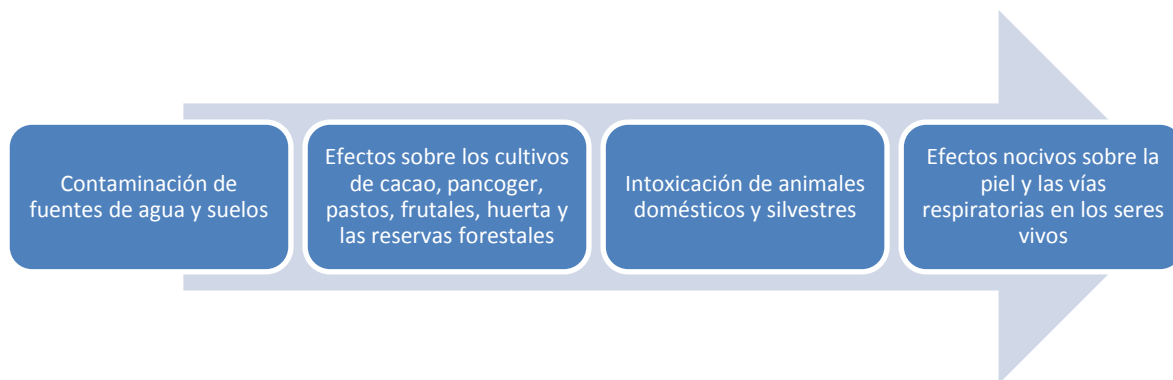 Contaminación de
fuentes de agua y suelos
Efectos sobre los cultivos
de cacao, pancoger,
pastos, frutales, huerta y
las reservas forestales
Intoxicación de animales
domésticos y silvestres
Efectos nocivos sobre la
piel y las vías
respiratorias en los seres
vivos